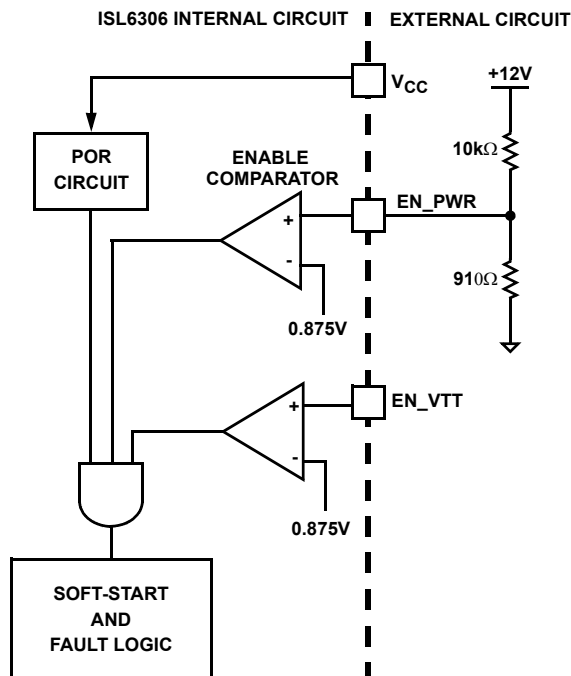 ISL6306 INTERNAL CIRCUIT
EXTERNAL CIRCUIT
VCC
+12V
10kΩ
POR
CIRCUIT
ENABLE
COMPARATOR
EN_PWR
+
-
910Ω
0.875V
EN_VTT
+
-
0.875V
SOFT-START
AND
FAULT LOGIC